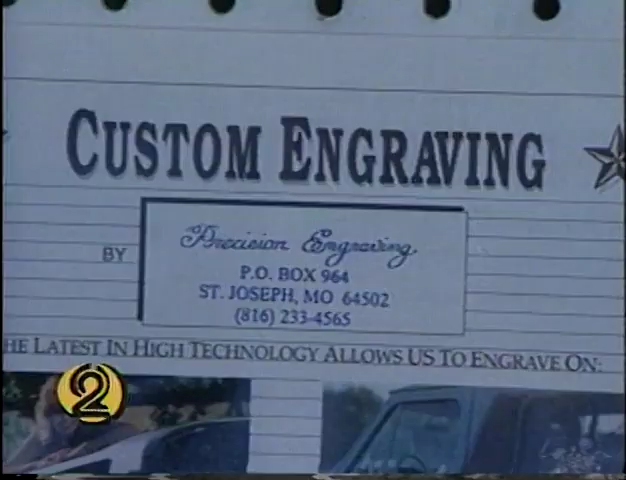 CUSTOM ENGRAVING
BY
Precision Engraving
P.O. BOX 964
ST. JOSEPH, MO 64502
(816) 233-4565
HE LATEST IN HIGH TECHNOLOGY ALLOWS US TO ENGRAVE ON:
2